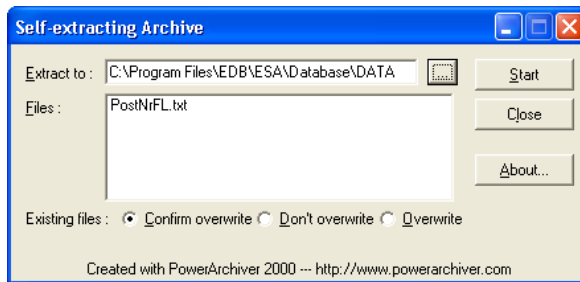 Self-extracting Archive
Extract to : C:\Program Files\EDB\ESA\Database\DATA ... Start
Files : PostNrFL.txt Close
About...
Existing files : Confirm overwrite Don't overwrite Overwrite
Created with PowerArchiver 2000 --- http://www.powerarchiver.com